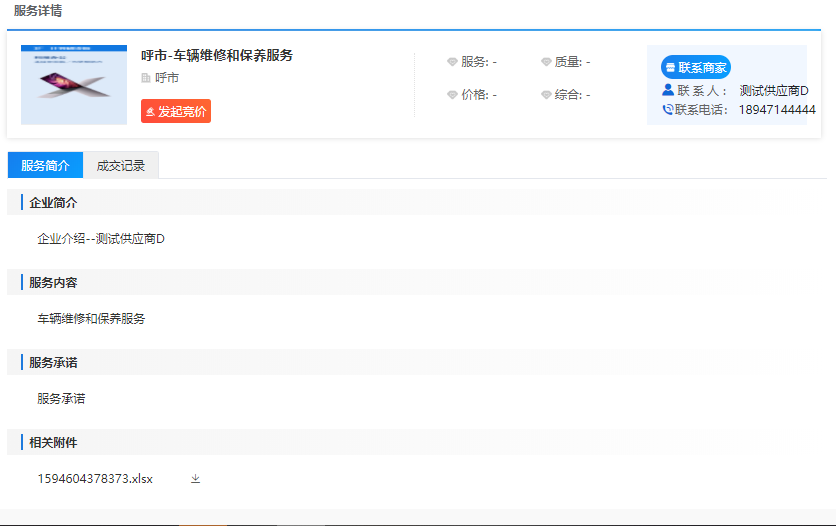 服务详情
呼市-车辆维修和保养服务
呼市
发起竞价
服务: -
质量: -
价格: -
综合: -
联系商家
联 系 人： 测试供应商D
联系电话： 18947144444
服务简介
成交记录
企业简介
企业介绍--测试供应商D
服务内容
车辆维修和保养服务
服务承诺
服务承诺
相关附件
1594604378373.xlsx